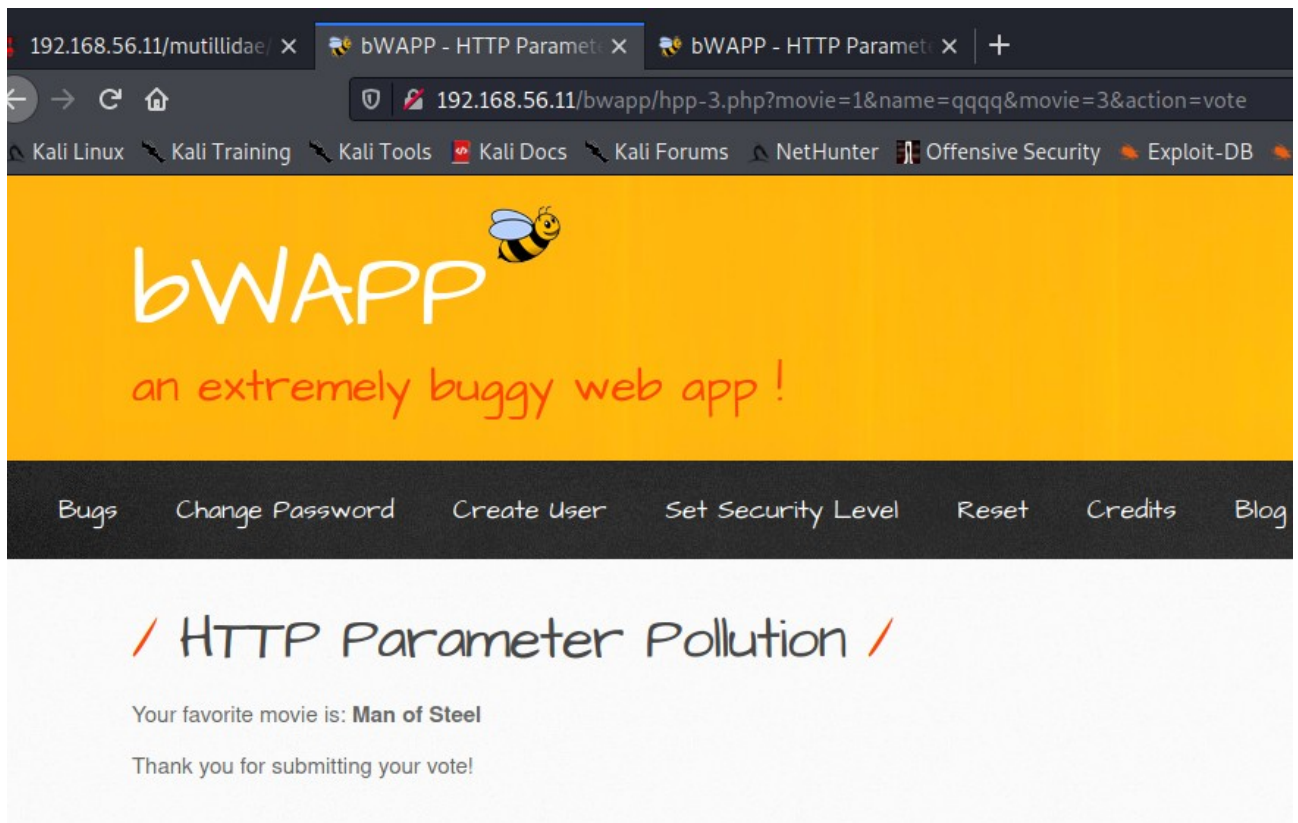 192.168.56.11/mutillidae/
bWAPP - HTTP Paramet
bWAPP - HTTP Paramet
192.168.56.11/bwapp/hpp-3.php?movie=1&name=qqqq&movie=3&action=vote
Kali Linux Kali Training Kali Tools Kali Docs Kali Forums NetHunter Offensive Security Exploit-DB
bWAPP
an extremely buggy web app !
Bugs Change Password Create User Set Security Level Reset Credits Blog
/ HTTP Parameter Pollution /
Your favorite movie is: Man of Steel
Thank you for submitting your vote!